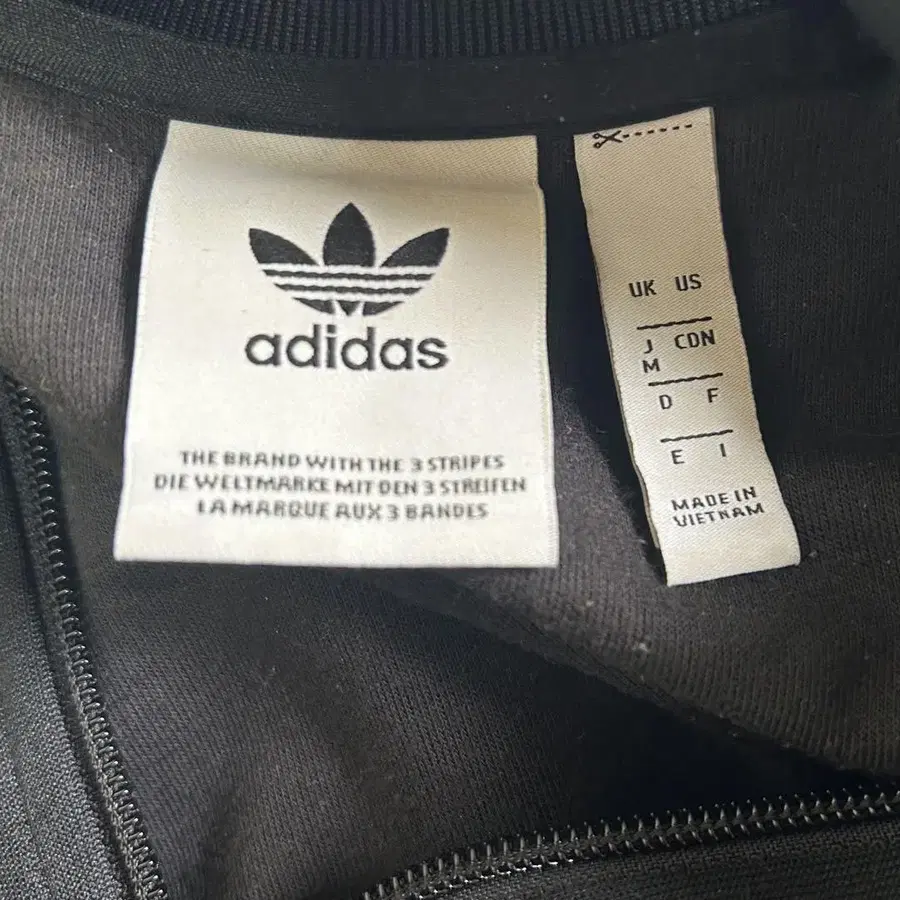 adidas
THE BRAND WITH THE 3 STRIPES
DIE WELTMARKE MIT DEN 3 STREIFEN
LA MARQUE AUX 3 BANDES
UK US
J CDN
M
D F
E I
MADE IN
VIETNAM